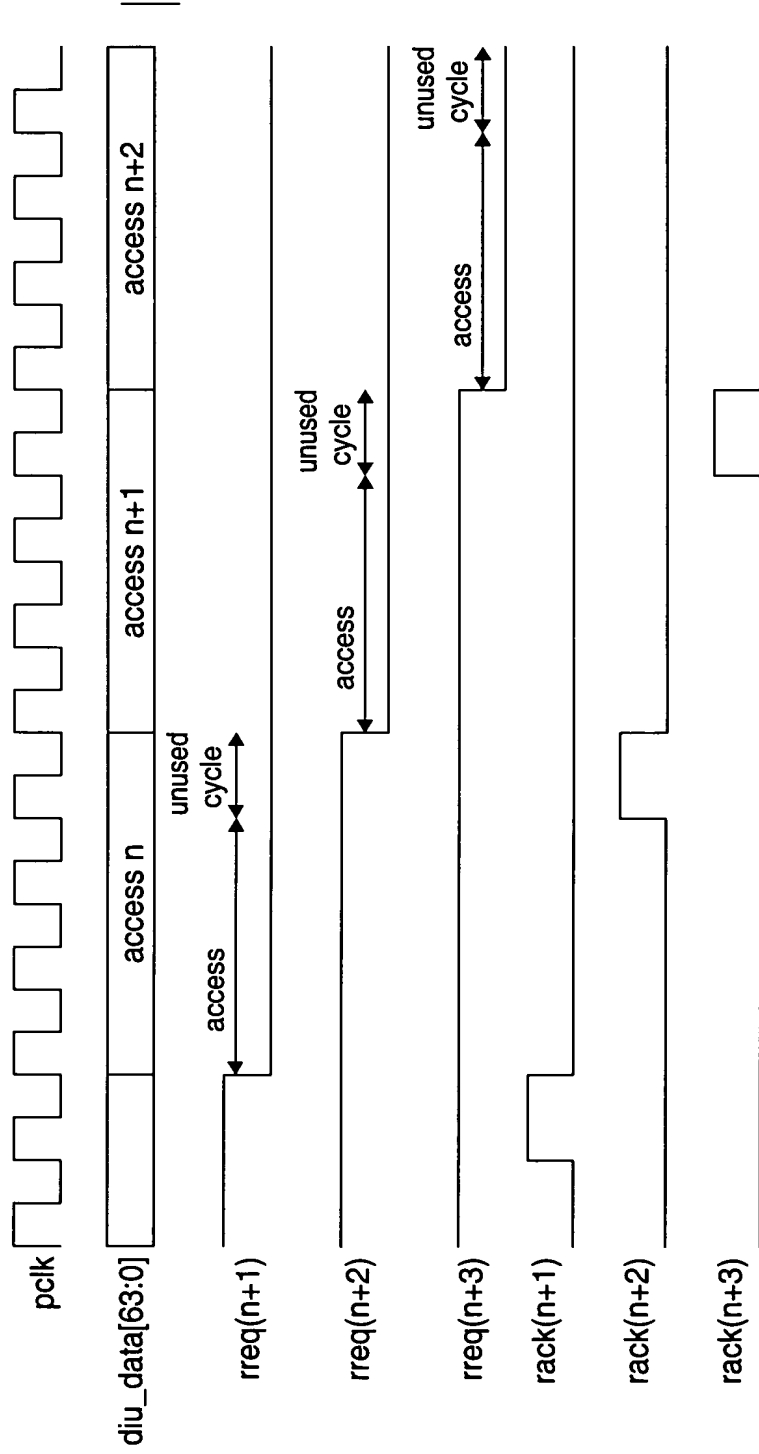 pclk
diu_data[63:0]
access n
access n+1
access n+2
rreq(n+1)
access
unused
cycle
rreq(n+2)
access
unused
cycle
rreq(n+3)
access
unused
cycle
rack(n+1)
rack(n+2)
rack(n+3)